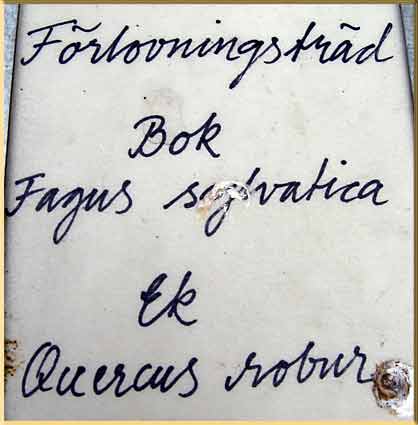 Förlovningsträd
Bok
Fagus sylvatica
Ek
Quercus robur